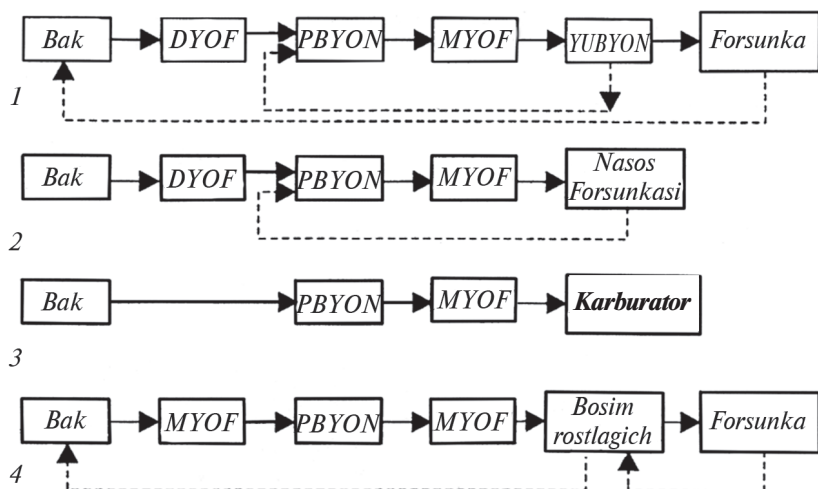 Bak DYOF PBYON MYOF YUBYON Forsunka
1
Bak DYOF PBYON MYOF Nasos
Forsunkasi
2
Bak PBYON MYOF Karburator
3
Bak MYOF PBYON MYOF Bosim
rostlagich Forsunka
4